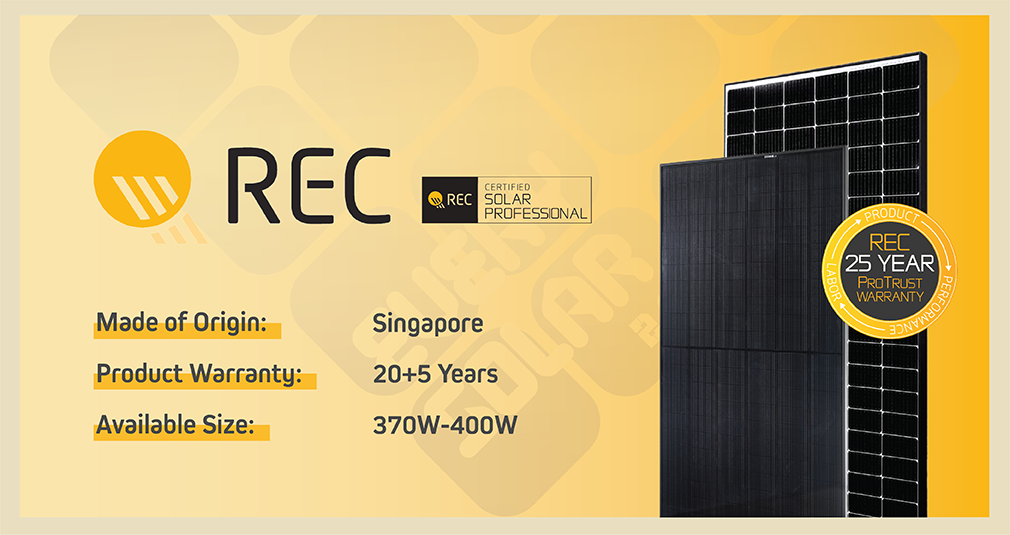 REC
REC
CERTIFIED
SOLAR
PROFESSIONAL
PRODUCT
PERFORMANCE
LABOR
REC
25 YEAR
PROTRUST
WARRANTY
Made of Origin: Singapore
Product Warranty: 20+5 Years
Available Size: 370W-400W
SOLAR